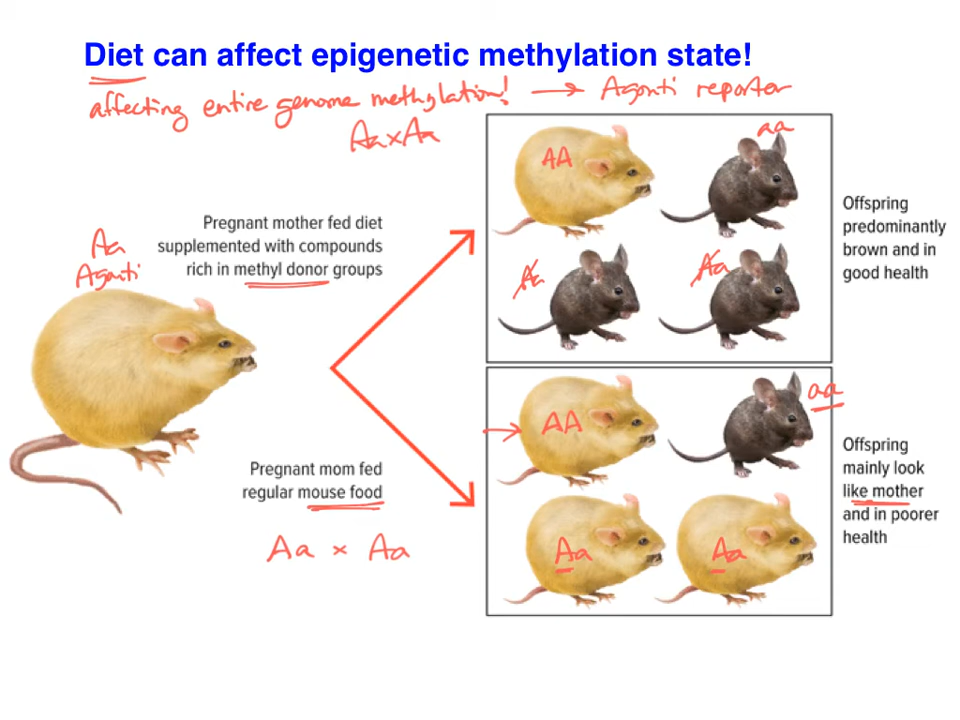 Diet can affect epigenetic methylation state!
affecting entire genome methylation! → Agouti reporter
Aa×Aa
Aa
Agouti
Pregnant mother fed diet
supplemented with compounds
rich in methyl donor groups
AA
aa
Aa
Aa
Offspring
predominantly
brown and in
good health
Pregnant mom fed
regular mouse food
Aa × Aa
AA
aa
Aa
Aa
Offspring
mainly look
like mother
and in poorer
health